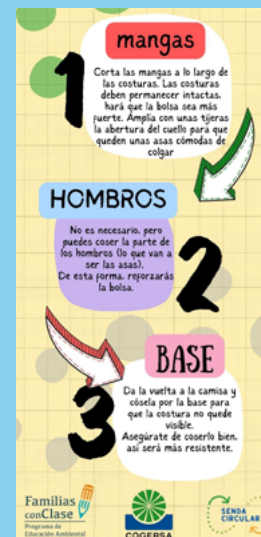 1
mangas
Corta las mangas a lo largo de
las costuras. Las costuras
deben permanecer intactas,
hará que la bolsa sea más
fuerte. Amplía con unas tijeras
la abertura del cuello para que
queden unas asas cómodas de
colgar
HOMBROS
No es necesario, pero
puedes coser la parte de
los hombros (lo que van a
ser las asas).
De esta forma, reforzarás
la bolsa.
2
BASE
3
Da la vuelta a la camisa y
cósela por la base para
que la costura no quede
visible.
Asegúrate de coserlo bien,
así será más resistente.
Familias
conClase
Programa de
Educación Ambiental
COGERSA
SENDA
CIRCULAR